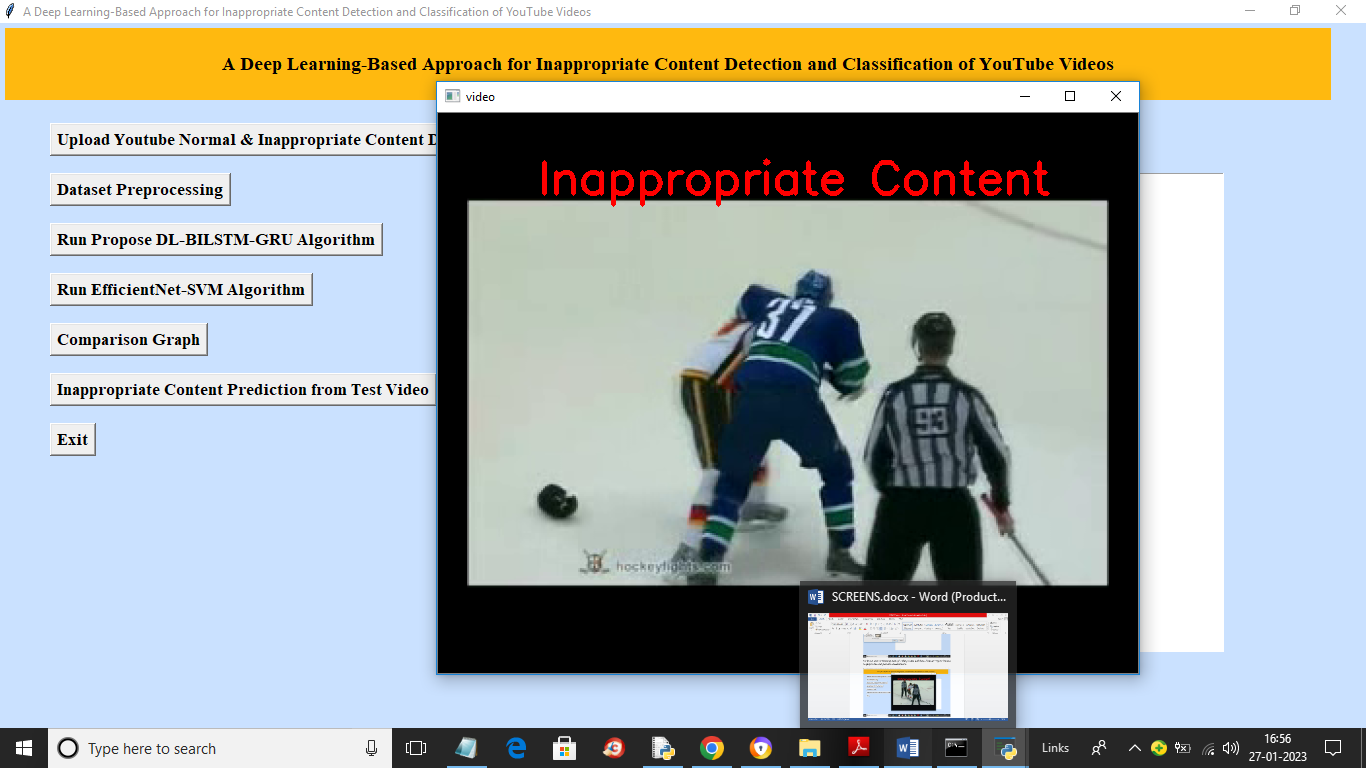 A Deep Learning-Based Approach for Inappropriate Content Detection and Classification of YouTube Videos
A Deep Learning-Based Approach for Inappropriate Content Detection and Classification of YouTube Videos
video
Upload Youtube Normal & Inappropriate Content D
Inappropriate Content
Dataset Preprocessing
Run Propose DL-BILSTM-GRU Algorithm
Run EfficientNet-SVM Algorithm
Comparison Graph
Inappropriate Content Prediction from Test Video
Exit
37
93
hockeyfights.com
SCREENS.docx - Word (Product...
Type here to search
Links
16:56
27-01-2023